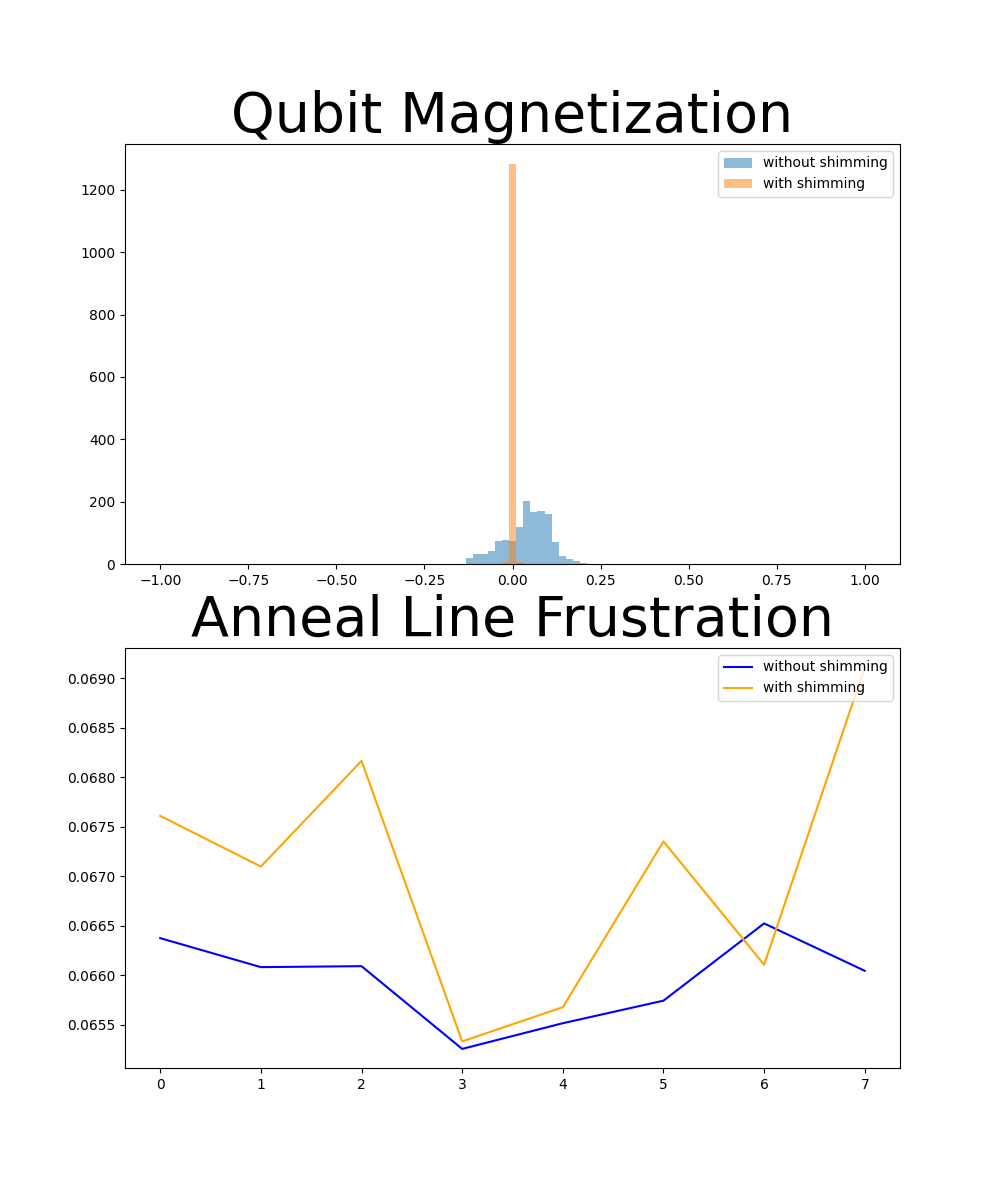 Qubit Magnetization
without shimming
with shimming
1200
1000
800
600
400
200
0
−1.00 −0.75 −0.50 −0.25 0.00 0.25 0.50 0.75 1.00
Anneal Line Frustration
without shimming
with shimming
0.0690
0.0685
0.0680
0.0675
0.0670
0.0665
0.0660
0.0655
0 1 2 3 4 5 6 7